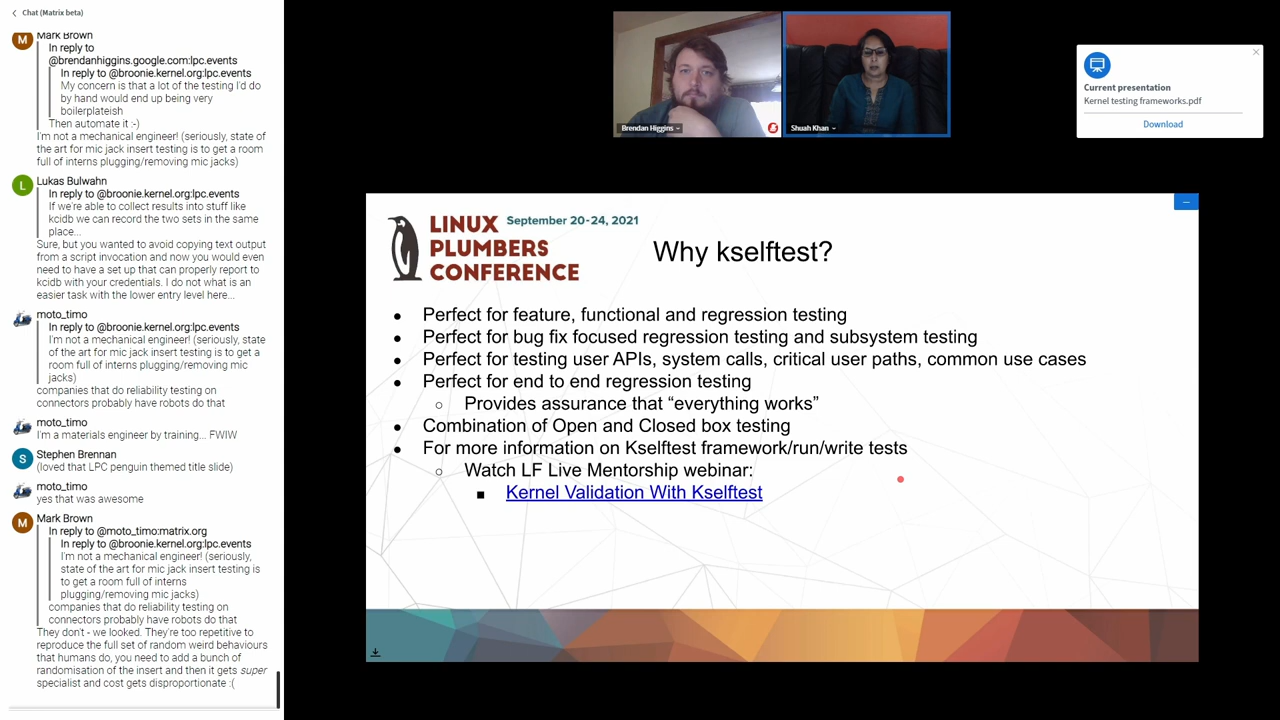 Chat (Matrix beta)
Mark Brown
In reply to
@brendanhiggins.google.com:lpc.events
In reply to @broonie.kernel.org:lpc.events
My concern is that a lot of the testing I'd do
by hand would end up being very
boilerplateish
Then automate it :-)
I'm not a mechanical engineer! (seriously, state of
the art for mic jack insert testing is to get a room
full of interns plugging/removing mic jacks)
Lukas Bulwahn
In reply to @broonie.kernel.org:lpc.events
If we're able to collect results into stuff like
kcidb we can record the two sets in the same
place...
Sure, but you wanted to avoid copying text output
from a script invocation and now you would even
need to have a set up that can properly report to
kcidb with your credentials. I do not what is an
easier task with the lower entry level here...
moto_timo
In reply to @broonie.kernel.org:lpc.events
I'm not a mechanical engineer! (seriously, state
of the art for mic jack insert testing is to get a
room full of interns plugging/removing mic
jacks)
companies that do reliability testing on
connectors probably have robots do that
moto_timo
I'm a materials engineer by training... FWIW
Stephen Brennan
(loved that LPC penguin themed title slide)
moto_timo
yes that was awesome
Mark Brown
In reply to @moto_timo:matrix.org
In reply to @broonie.kernel.org:lpc.events
I'm not a mechanical engineer! (seriously,
state of the art for mic jack insert testing is
to get a room full of interns
plugging/removing mic jacks)
companies that do reliability testing on
connectors probably have robots do that
They don't - we looked. They're too repetitive to
reproduce the full set of random weird behaviours
that humans do, you need to add a bunch of
randomisation of the insert and then it gets super
specialist and cost gets disproportionate :(
Brendan Higgins
Shuah Khan
Current presentation
Kernel testing frameworks.pdf
Download
LINUX
PLUMBERS
CONFERENCE
September 20-24, 2021
Why kselftest?
● Perfect for feature, functional and regression testing
● Perfect for bug fix focused regression testing and subsystem testing
● Perfect for testing user APIs, system calls, critical user paths, common use cases
● Perfect for end to end regression testing
○ Provides assurance that “everything works”
● Combination of Open and Closed box testing
● For more information on Kselftest framework/run/write tests
○ Watch LF Live Mentorship webinar:
■ Kernel Validation With Kselftest